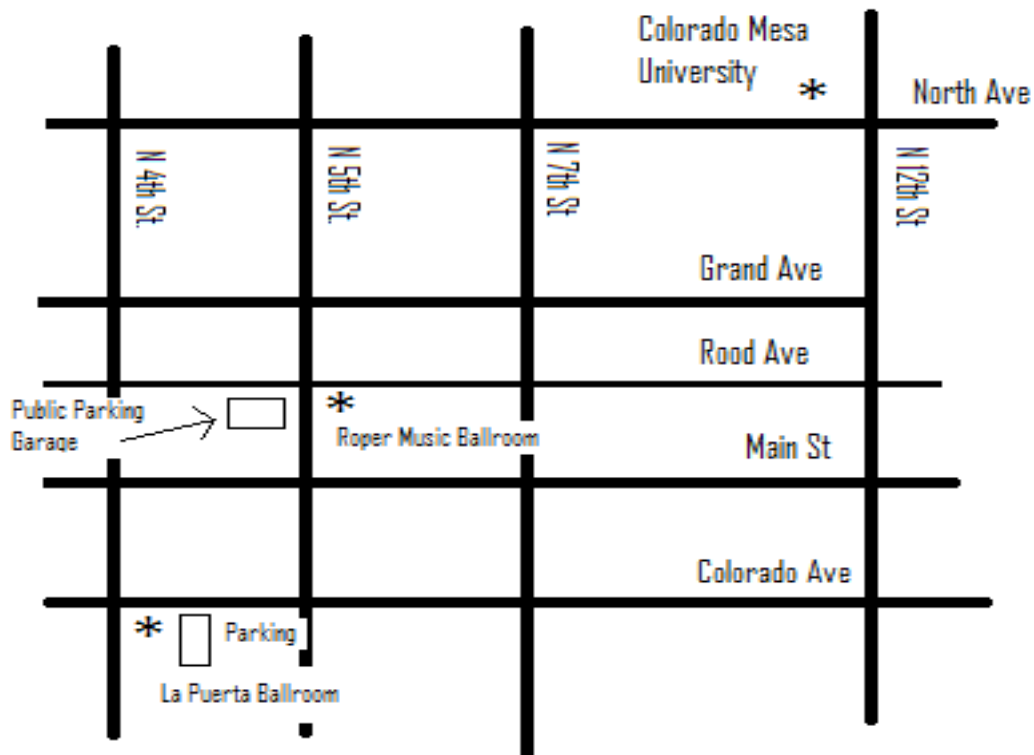 Colorado Mesa
University
*
North Ave
N 4th St.
N 5th St.
N 7th St
N 12th St
Grand Ave
Rood Ave
Public Parking
Garage
*
Roper Music Ballroom
Main St
Colorado Ave
*
Parking
La Puerta Ballroom